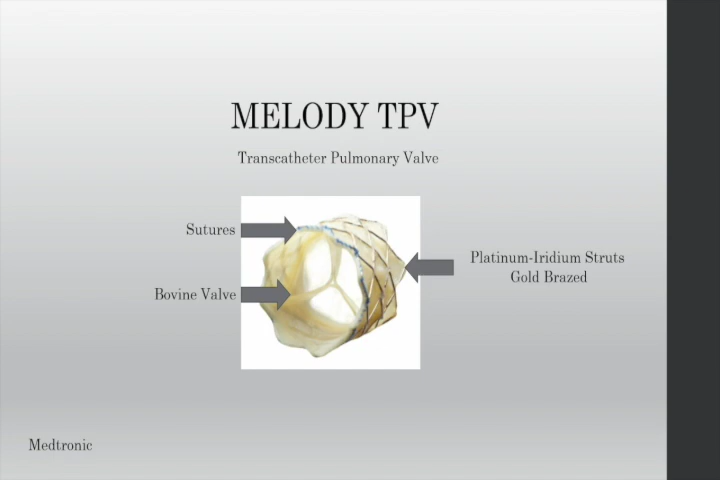 MELODY TPV
Transcatheter Pulmonary Valve
Sutures
Platinum-Iridium Struts
Gold Brazed
Bovine Valve
Medtronic